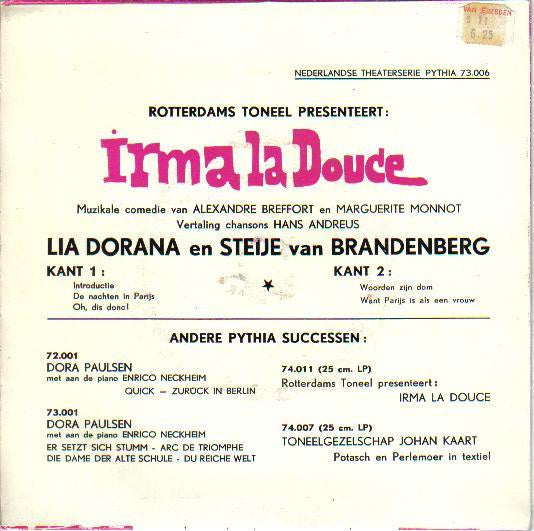 VAN EMBDEN
9 11
6.25
NEDERLANDSE THEATERSERIE PYTHIA 73.006
ROTTERDAMS TONEEL PRESENTEERT:
irma la Douce
Muzikale comedie van ALEXANDRE BREFFORT en MARGUERITE MONNOT
Vertaling chansons HANS ANDREUS
LIA DORANA en STEIJE van BRANDENBERG
KANT 1 :
Introductie
De nachten in Parijs
Oh, dis donc!
KANT 2 :
Woorden zijn dom
Want Parijs is als een vrouw
ANDERE PYTHIA SUCCESSEN :
72.001
DORA PAULSEN
met aan de piano ENRICO NECKHEIM
QUICK — ZURÜCK IN BERLIN
73.001
DORA PAULSEN
met aan de piano ENRICO NECKHEIM
ER SETZT SICH STUMM - ARC DE TRIOMPHE
DIE DAME DER ALTE SCHULE - DU REICHE WELT
74.011 (25 cm. LP)
Rotterdams Toneel presenteert :
IRMA LA DOUCE
74.007 (25 cm. LP)
TONEELGEZELSCHAP JOHAN KAART
Potasch en Perlemoer in textiel